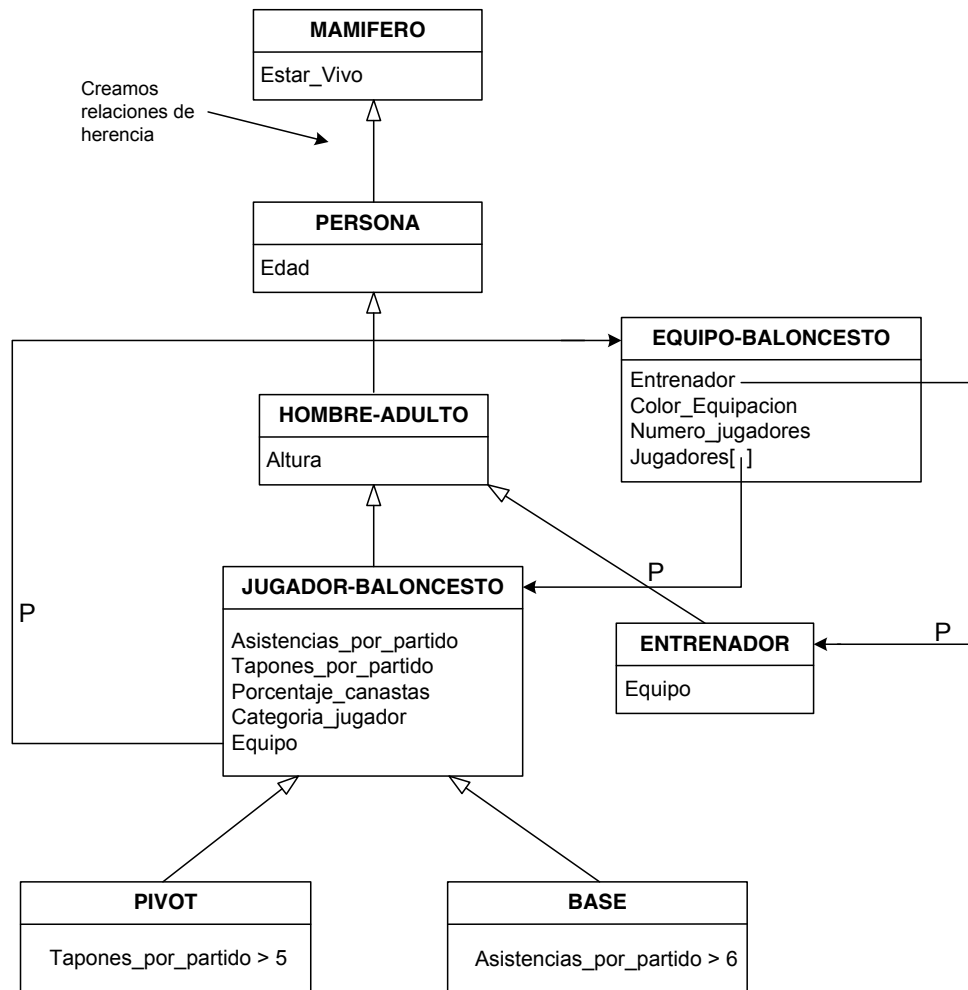 MAMIFERO
Estar_Vivo
Creamos
relaciones de
herencia
PERSONA
Edad
EQUIPO-BALONCESTO
Entrenador
Color_Equipacion
Numero_jugadores
Jugadores[ ]
HOMBRE-ADULTO
Altura
P
JUGADOR-BALONCESTO
Asistencias_por_partido
Tapones_por_partido
Porcentaje_canastas
Categoria_jugador
Equipo
P
ENTRENADOR
Equipo
P
PIVOT
Tapones_por_partido > 5
BASE
Asistencias_por_partido > 6